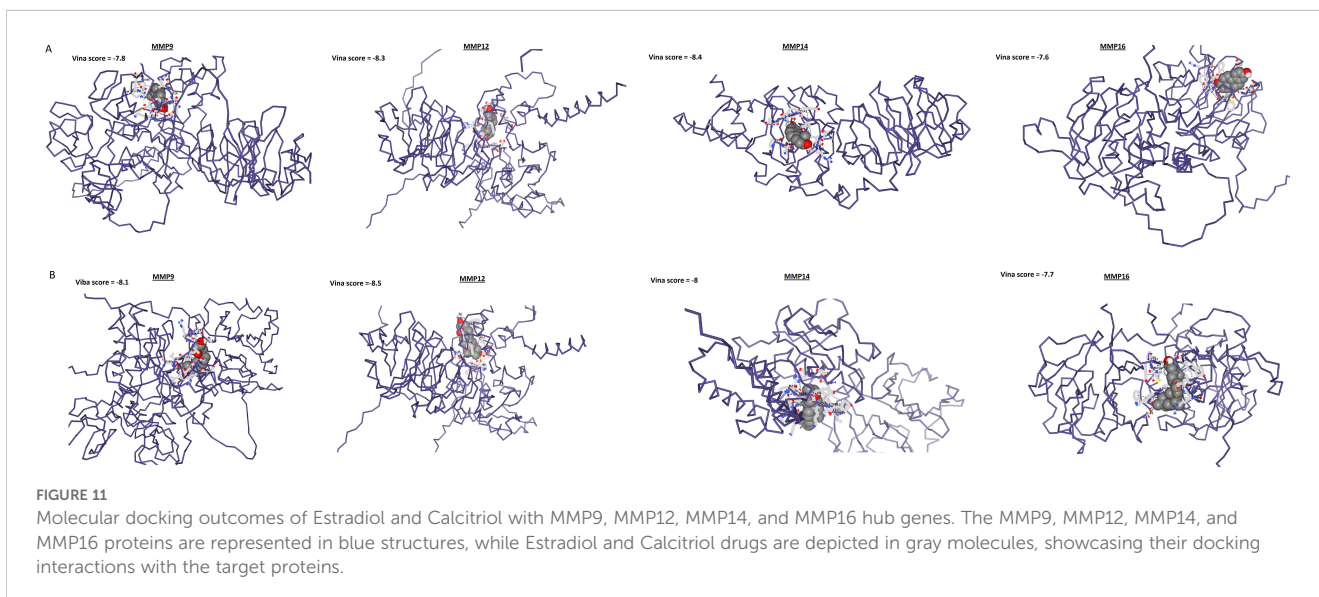 A
MMP9
Vina score = -7.8
MMP12
Vina score = -8.3
MMP14
Vina score = -8.4
MMP16
Vina score = -7.6
B
MMP9
Viba score = -8.1
MMP12
Vina score = -8.5
MMP14
Vina score = -8
MMP16
Vina score = -7.7
FIGURE 11
Molecular docking outcomes of Estradiol and Calcitriol with MMP9, MMP12, MMP14, and MMP16 hub genes. The MMP9, MMP12, MMP14, and
MMP16 proteins are represented in blue structures, while Estradiol and Calcitriol drugs are depicted in gray molecules, showcasing their docking
interactions with the target proteins.